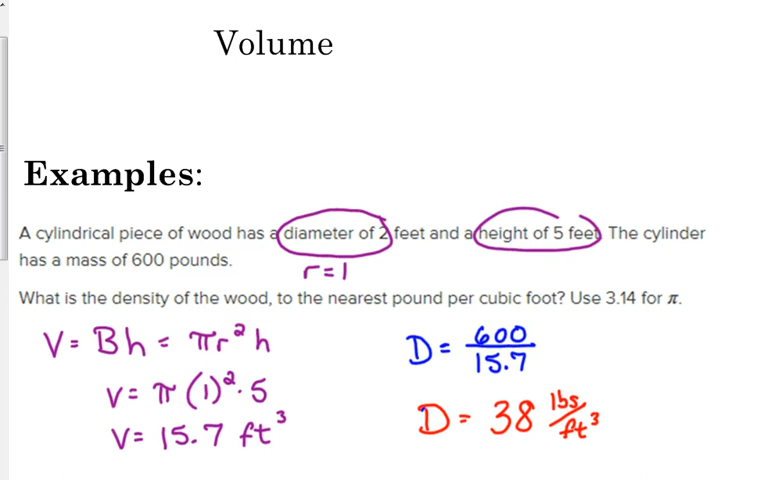 Volume
Examples:
A cylindrical piece of wood has a diameter of 2 feet and a height of 5 feet. The cylinder
has a mass of 600 pounds.
r = 1
What is the density of the wood, to the nearest pound per cubic foot? Use 3.14 for π.
V = Bh = πr²h
V = π(1)²·5
V = 15.7 ft³
D = 600/15.7
D = 38 lbs/ft³